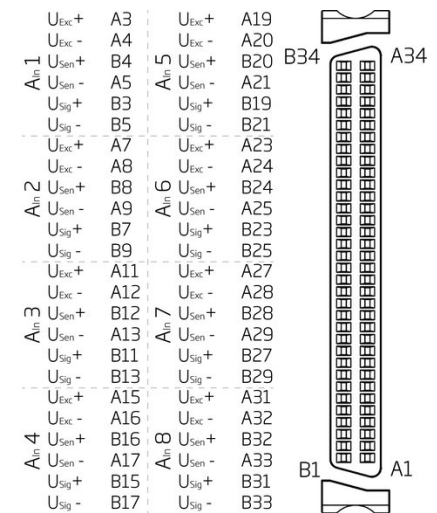 AIn 1
UExc+ A3
UExc - A4
USen+ B4
USen - A5
USig+ B3
USig - B5
AIn 2
UExc+ A7
UExc - A8
USen+ B8
USen - A9
USig+ B7
USig - B9
AIn 3
UExc+ A11
UExc - A12
USen+ B12
USen - A13
USig+ B11
USig - B13
AIn 4
UExc+ A15
UExc - A16
USen+ B16
USen - A17
USig+ B15
USig - B17
AIn 5
UExc+ A19
UExc - A20
USen+ B20
USen - A21
USig+ B19
USig - B21
AIn 6
UExc+ A23
UExc - A24
USen+ B24
USen - A25
USig+ B23
USig - B25
AIn 7
UExc+ A27
UExc - A28
USen+ B28
USen - A29
USig+ B27
USig - B29
AIn 8
UExc+ A31
UExc - A32
USen+ B32
USen - A33
USig+ B31
USig - B33
B34 A34
B1 A1